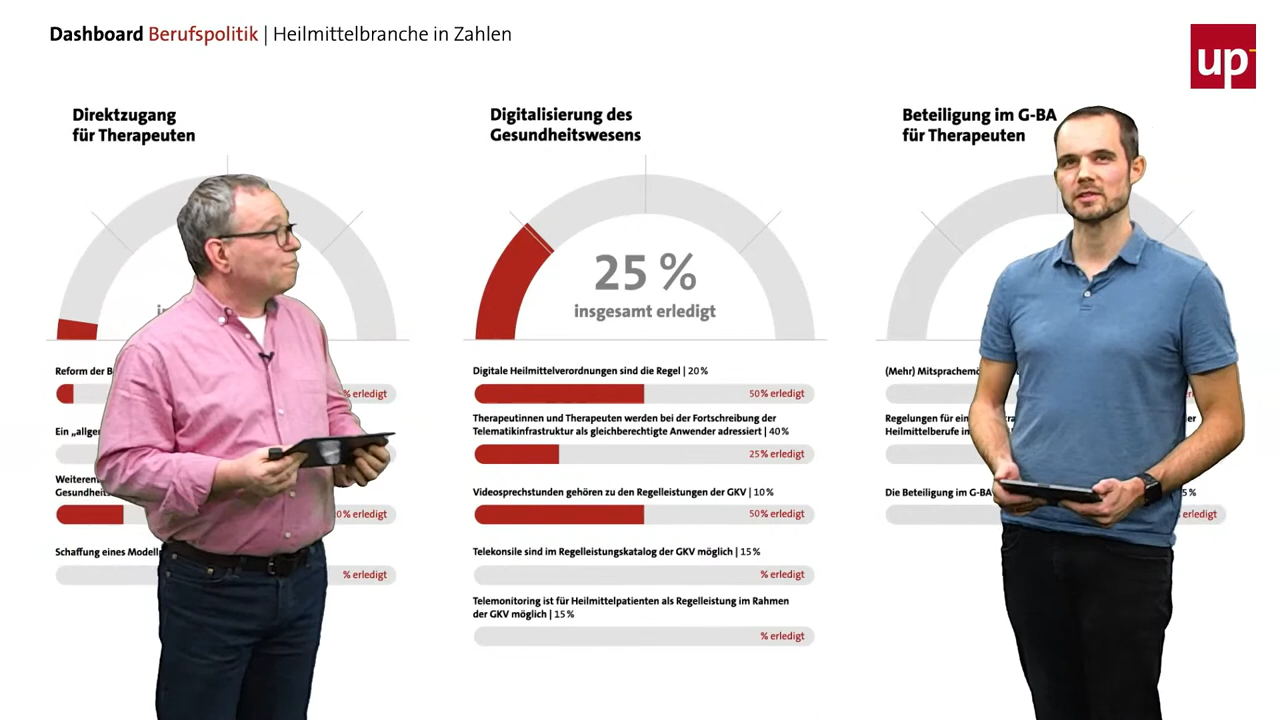 Dashboard Berufspolitik | Heilmittelbranche in Zahlen
up
Direktzugang
für Therapeuten
Reform der
% erledigt
Ein „allger
Weiteren
Gesundheits
0% erledigt
Schaffung eines Modell
% erledigt
Digitalisierung des
Gesundheitswesens
25 %
insgesamt erledigt
Digitale Heilmittelverordnungen sind die Regel | 20 %
50 % erledigt
Therapeutinnen und Therapeuten werden bei der Fortschreibung der
Telematikinfrastruktur als gleichberechtigte Anwender adressiert | 40 %
25 % erledigt
Videosprechstunden gehören zu den Regelleistungen der GKV | 10 %
50 % erledigt
Telekonsile sind im Regelleistungskatalog der GKV möglich | 15 %
% erledigt
Telemonitoring ist für Heilmittelpatienten als Regelleistung im Rahmen
der GKV möglich | 15 %
% erledigt
Beteiligung im G-BA
für Therapeuten
(Mehr) Mitsprachemö
Regelungen für ein
Heilmittelberufe in
Die Beteiligung im G-BA
5 %
erledigt